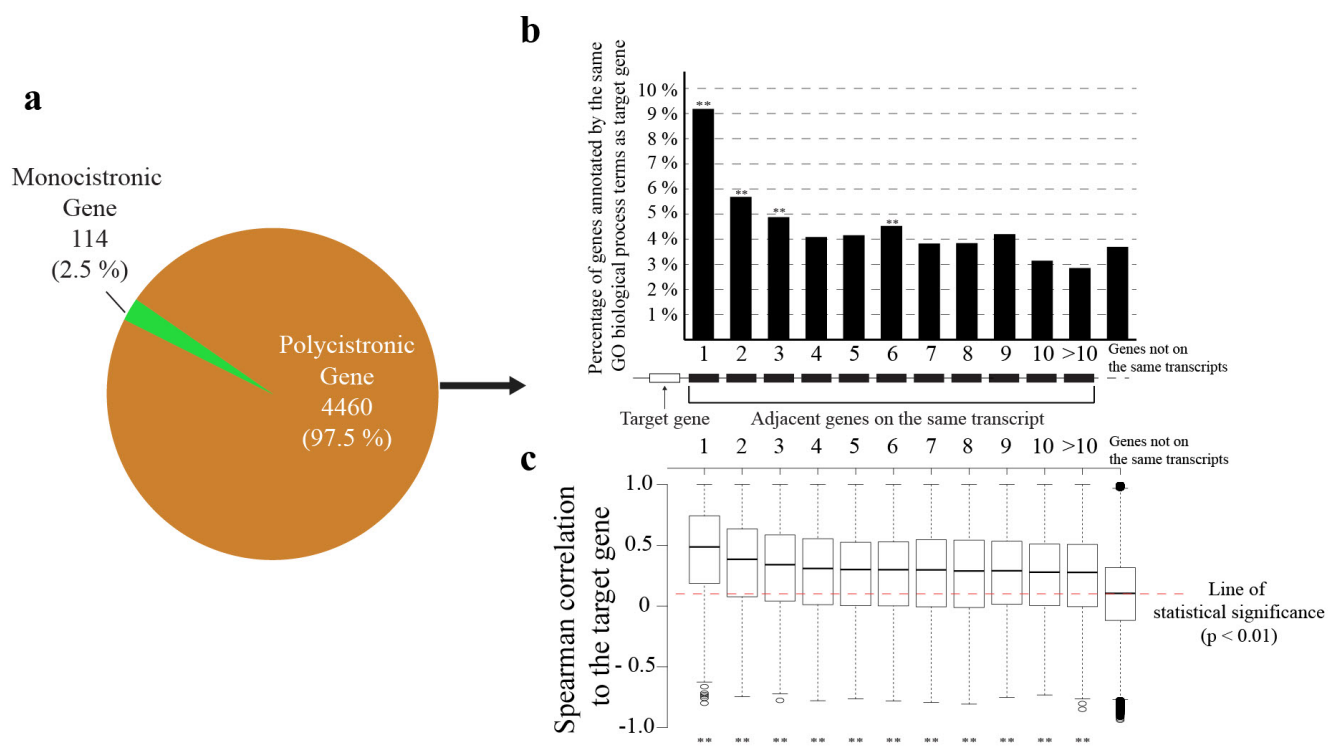 a
Monocistronic
Gene
114
(2.5 %)
Polycistronic
Gene
4460
(97.5 %)
b
Percentage of genes annotated by the same
GO biological process terms as target gene
10 %
9 %
8 %
7 %
6 %
5 %
4 %
3 %
2 %
1 %
** ** ** **
1 2 3 4 5 6 7 8 9 10 >10 Genes not on
the same transcripts
Target gene Adjacent genes on the same transcript
c
1 2 3 4 5 6 7 8 9 10 >10 Genes not on
the same transcripts
Spearman correlation
to the target gene
1.0
0.5
0
- 0.5
-1.0
Line of
statistical significance
(p < 0.01)
** ** ** ** ** ** ** ** ** ** **